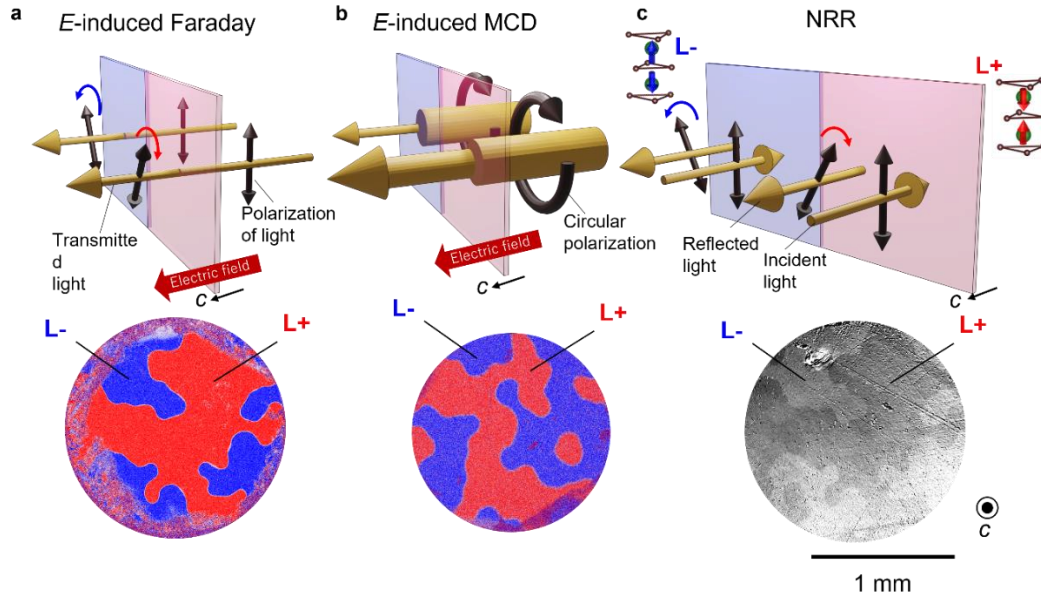 a
E-induced Faraday
Transmitte
d
light
Polarization
of light
Electric field
c
L-
L+
b
E-induced MCD
Circular
polarization
Electric field
c
L-
L+
c
NRR
L-
L+
Reflected
light
Incident
light
c
L-
L+
c
1 mm